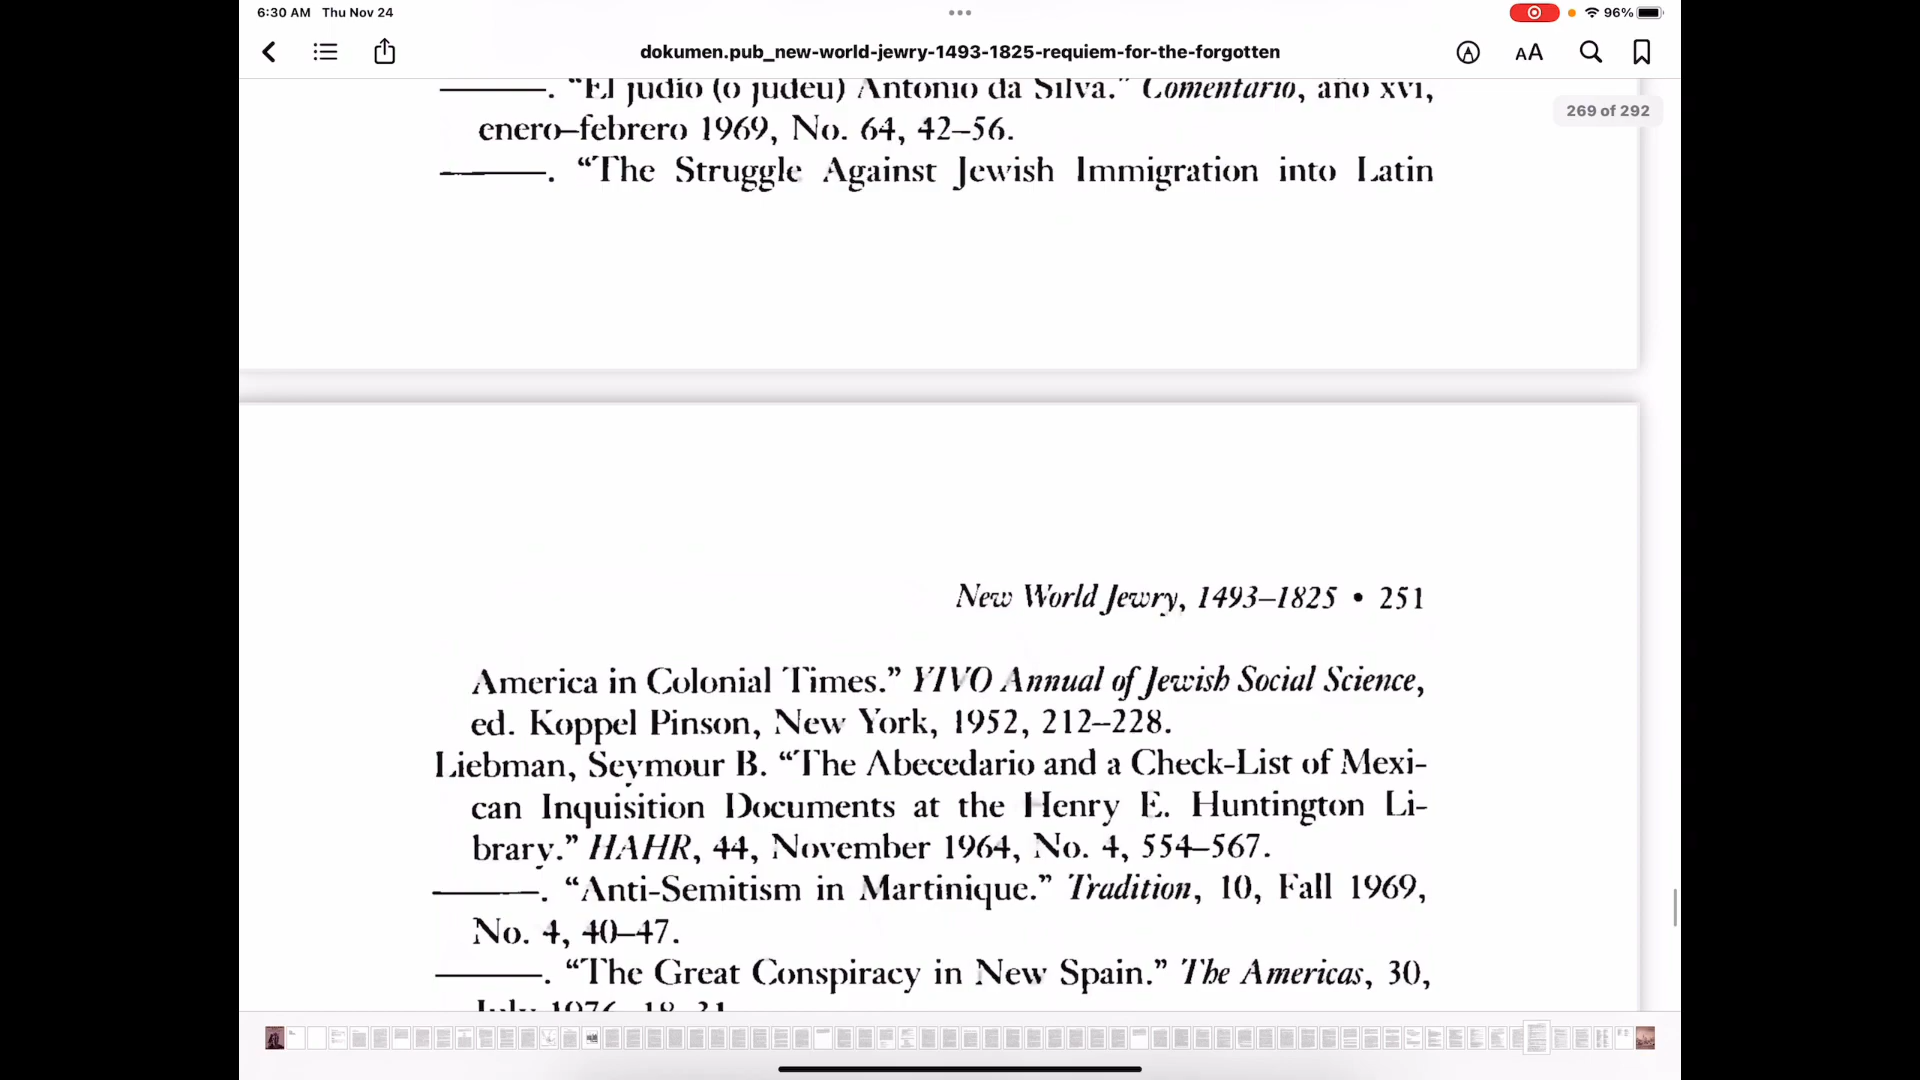 6:30 AM Thu Nov 24
96%
dokumen.pub_new-world-jewry-1493-1825-requiem-for-the-forgotten
AA
269 of 292
———. “El judío (o judeu) Antonio da Silva.” Comentario, año xvi,
enero–febrero 1969, No. 64, 42–56.
———. “The Struggle Against Jewish Immigration into Latin
New World Jewry, 1493–1825 • 251
America in Colonial Times.” YIVO Annual of Jewish Social Science,
ed. Koppel Pinson, New York, 1952, 212–228.
Liebman, Seymour B. “The Abecedario and a Check-List of Mexi-
can Inquisition Documents at the Henry E. Huntington Li-
brary.” HAHR, 44, November 1964, No. 4, 554–567.
———. “Anti-Semitism in Martinique.” Tradition, 10, Fall 1969,
No. 4, 40–47.
———. “The Great Conspiracy in New Spain.” The Americas, 30,
July 1976, 18–31